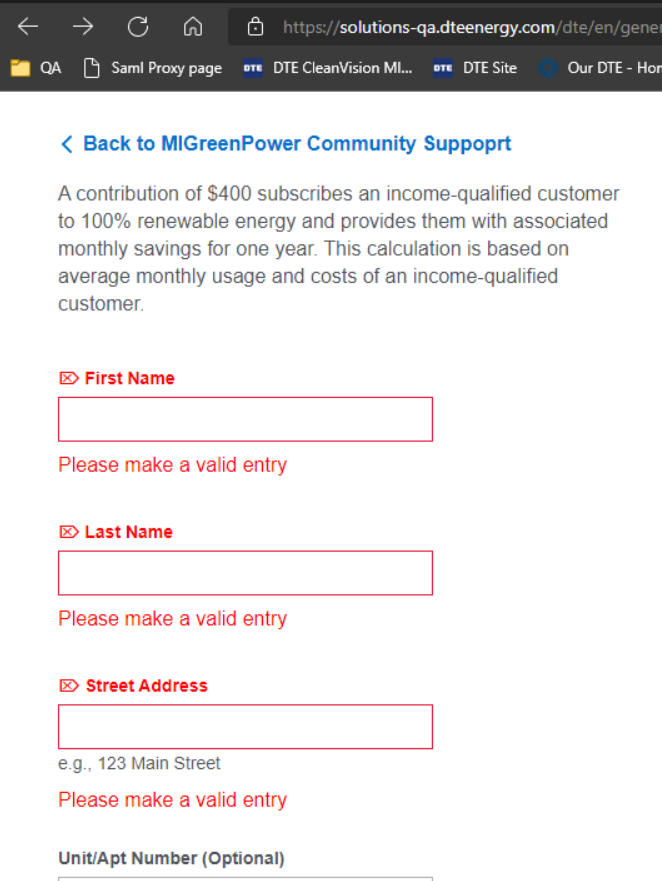 https://solutions-qa.dteenergy.com/dte/en/gener
QA Saml Proxy page DTE DTE CleanVision MI... DTE DTE Site Our DTE - Hor
Back to MIGreenPower Community Suppoprt
A contribution of $400 subscribes an income-qualified customer
to 100% renewable energy and provides them with associated
monthly savings for one year. This calculation is based on
average monthly usage and costs of an income-qualified
customer.
First Name
Please make a valid entry
Last Name
Please make a valid entry
Street Address
e.g., 123 Main Street
Please make a valid entry
Unit/Apt Number (Optional)